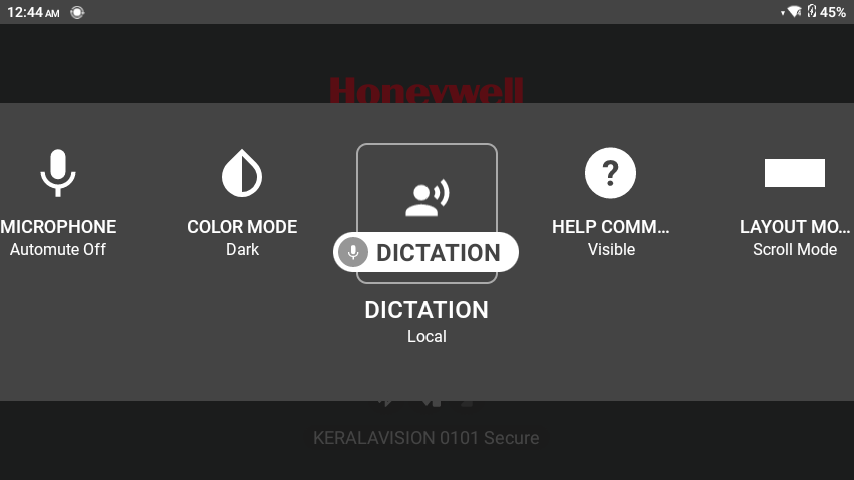 12:44 AM
45%
Honeywell
MICROPHONE
Automute Off
COLOR MODE
Dark
DICTATION
DICTATION
Local
HELP COMM...
Visible
LAYOUT MO...
Scroll Mode
KERALAVISION 0101 Secure